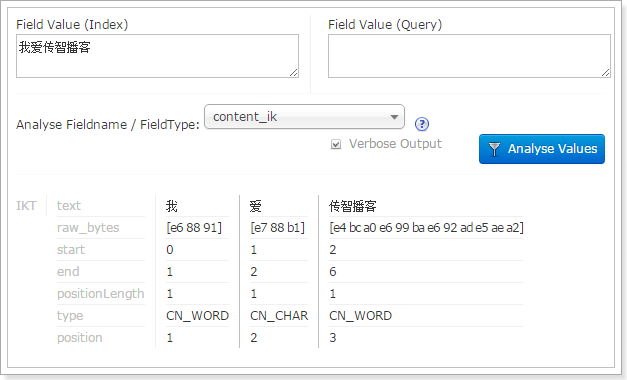 Field Value (Index) Field Value (Query)
我爱传智播客
Analyse Fieldname / FieldType: content_ik ?
Verbose Output
Analyse Values
IKT text 我 爱 传智播客
raw_bytes [e6 88 91] [e7 88 b1] [e4 bc a0 e6 99 ba e6 92 ad e5 ae a2]
start 0 1 2
end 1 2 6
positionLength 1 1 1
type CN_WORD CN_CHAR CN_WORD
position 1 2 3